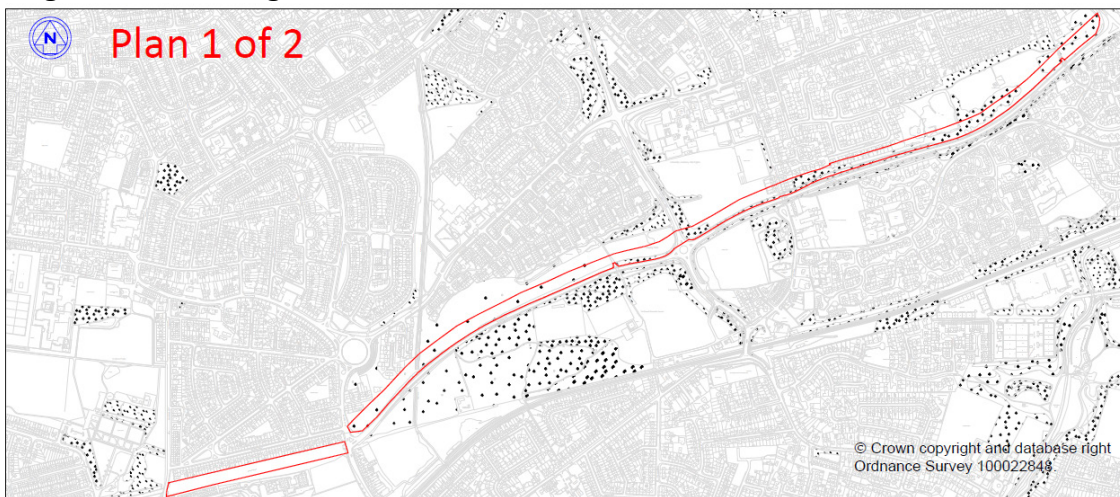 N
Plan 1 of 2
© Crown copyright and database right
Ordnance Survey 100022848.